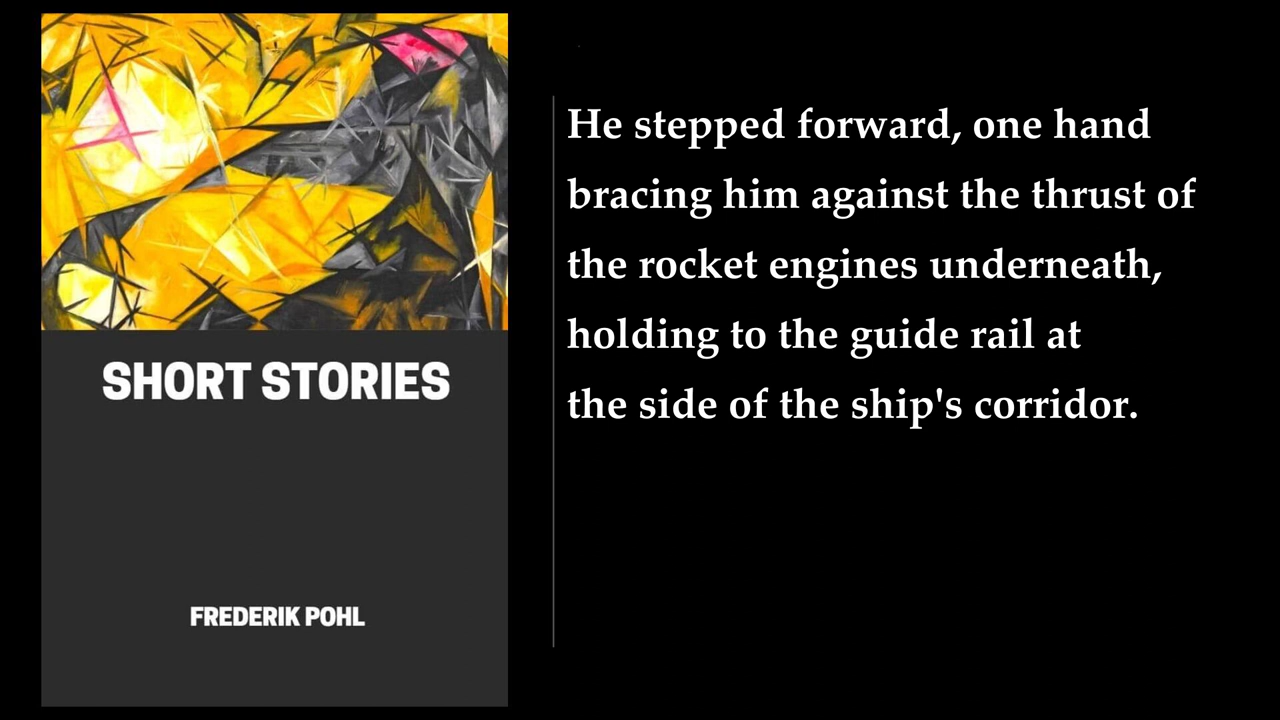 SHORT STORIES
FREDERIK POHL
He stepped forward, one hand
bracing him against the thrust of
the rocket engines underneath,
holding to the guide rail at
the side of the ship's corridor.